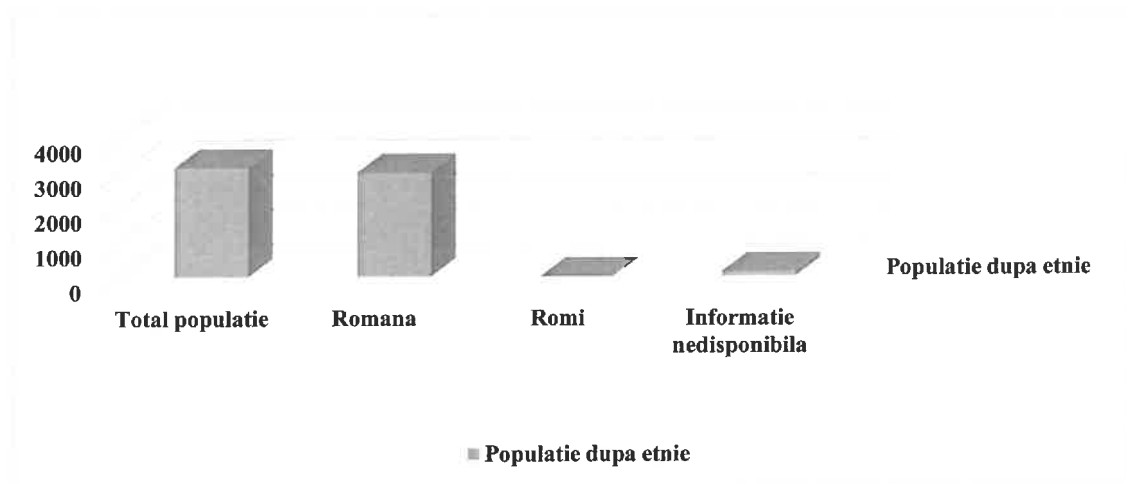 4000
3000
2000
1000
0
Total populatie
Romana
Romi
Informatie
nedisponibila
Populatie dupa etnie
Populatie dupa etnie